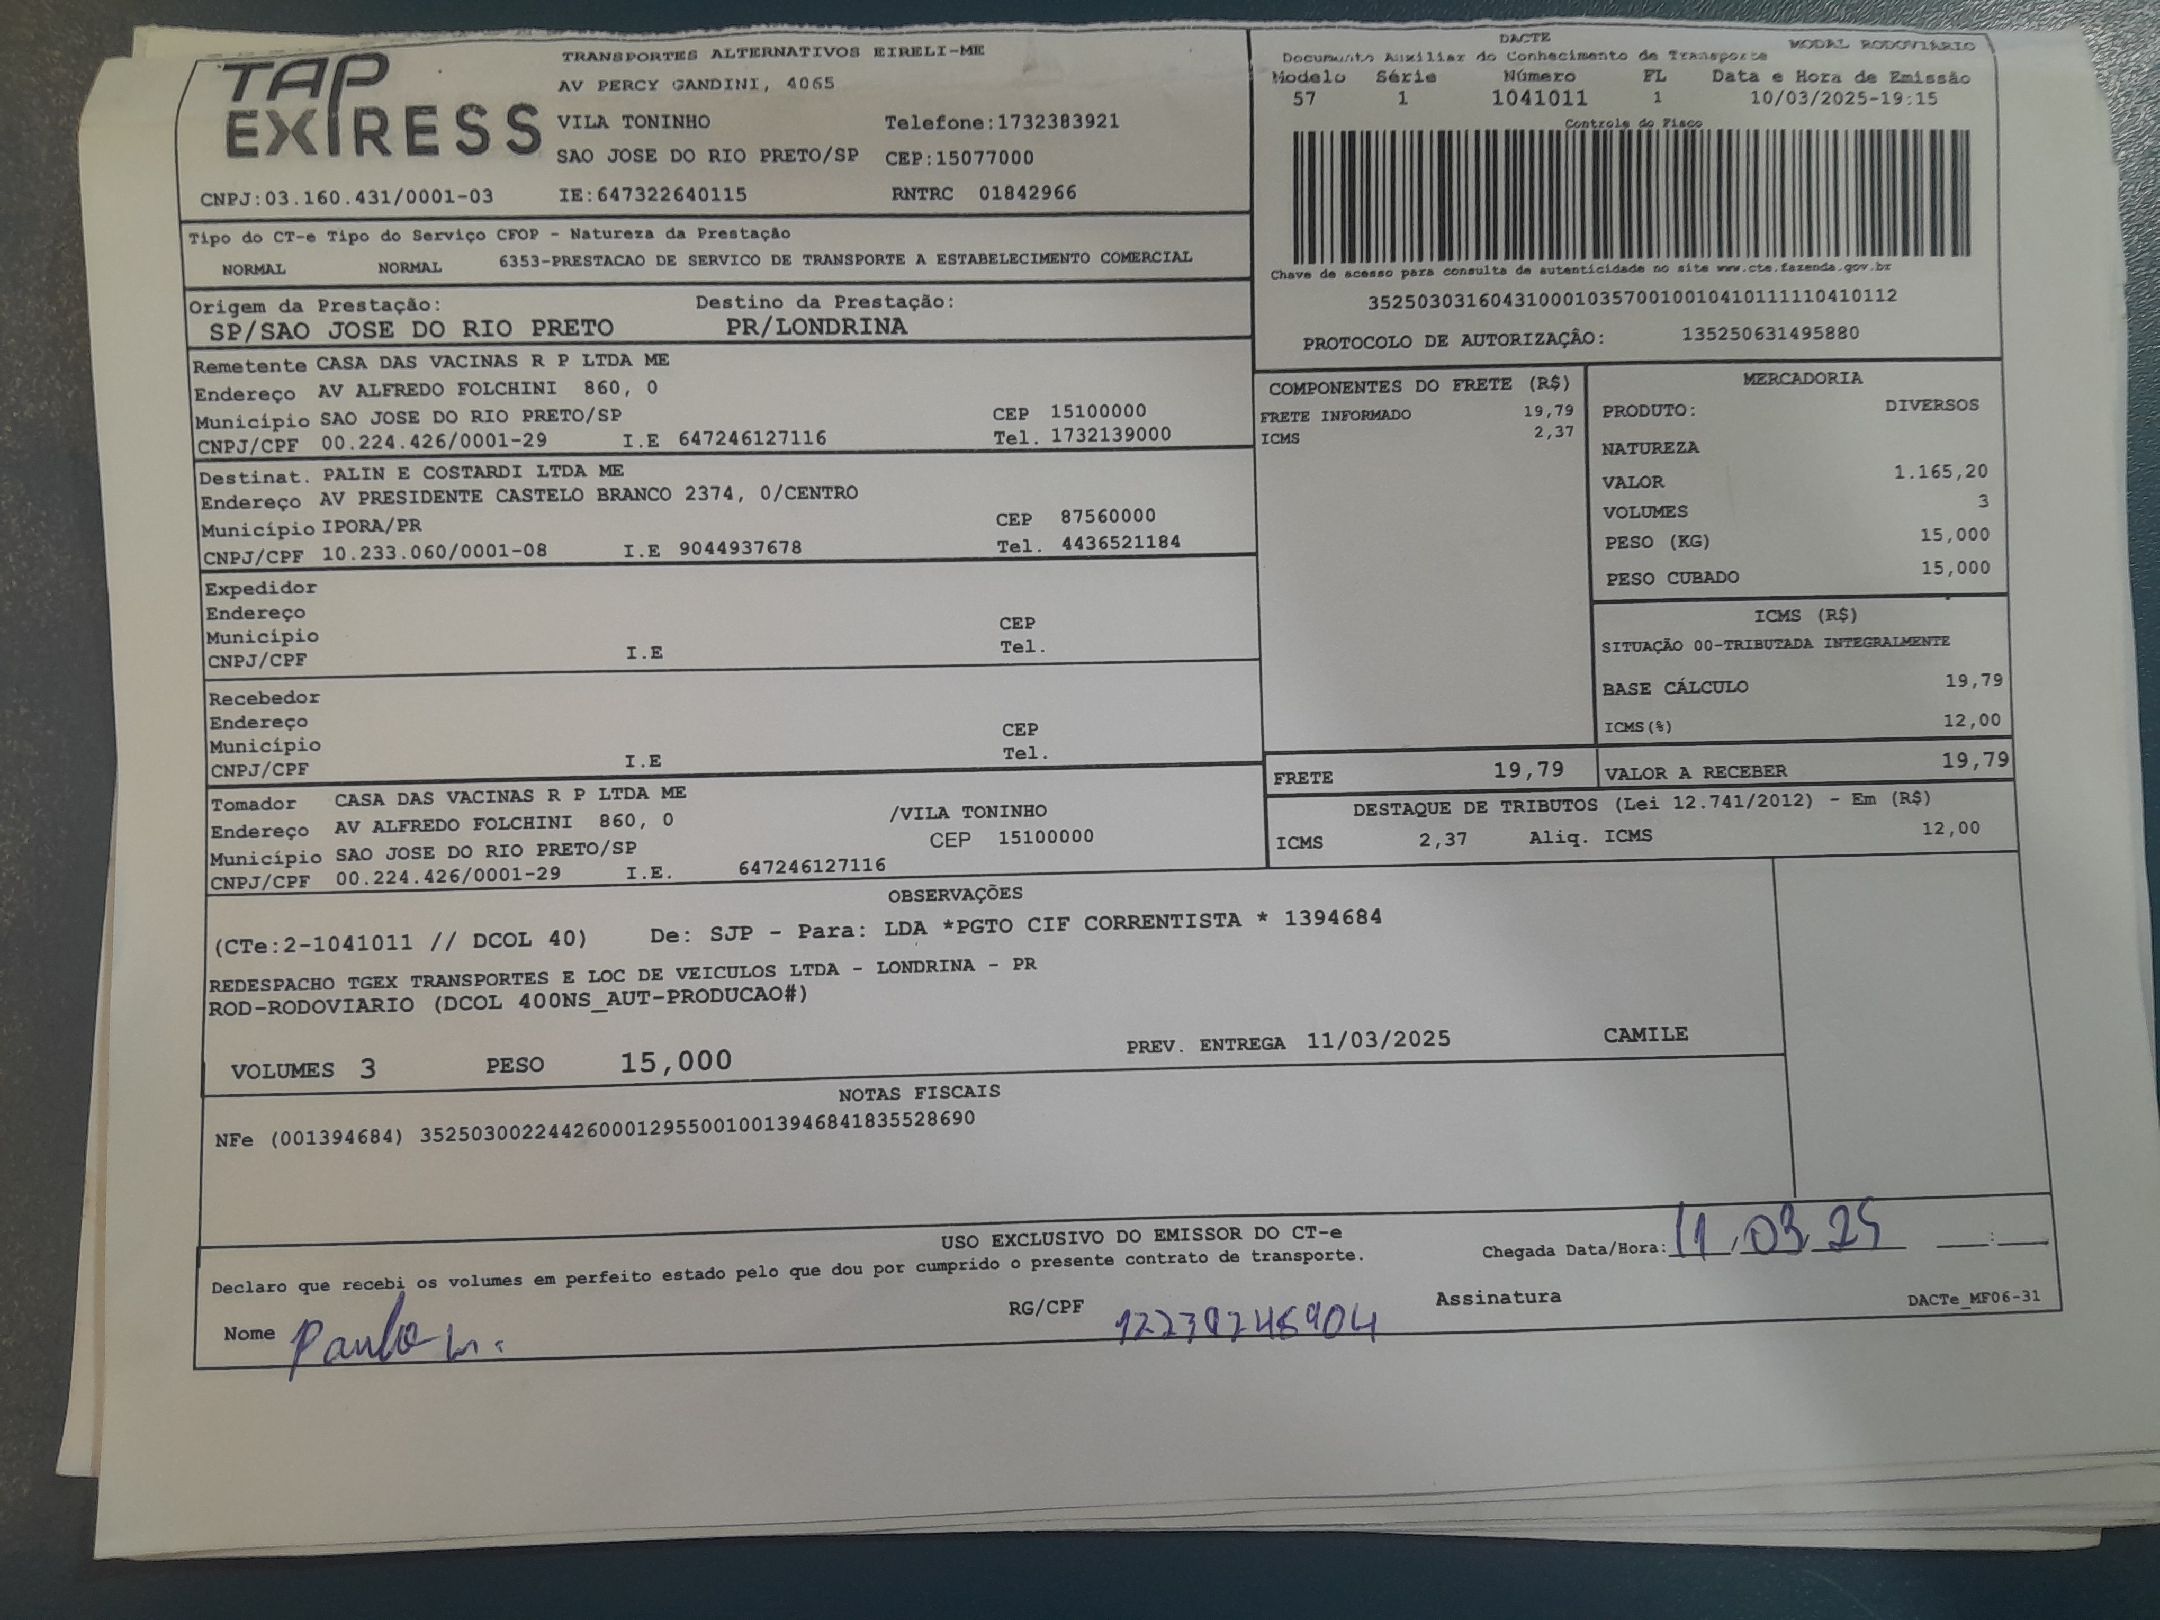 TAP
EXPRESS
TRANSPORTES ALTERNATIVOS EIRELI-ME
AV PERCY GANDINI, 4065
VILA TONINHO Telefone:1732383921
SAO JOSE DO RIO PRETO/SP CEP:15077000
CNPJ:03.160.431/0001-03 IE:647322640115 RNTRC 01842966
DACTE MODAL RODOVIÁRIO
Documento Auxiliar do Conhecimento de Transporte
Modelo Série Número FL Data e Hora de Emissão
57 1 1041011 1 10/03/2025-19:15
Controle do Fisco
Chave de acesso para consulta de autenticidade no site www.cte.fazenda.gov.br
35250303160431000103570010010410111110410112
PROTOCOLO DE AUTORIZAÇÃO: 135250631495880
Tipo do CT-e Tipo do Serviço CFOP - Natureza da Prestação
NORMAL NORMAL 6353-PRESTACAO DE SERVICO DE TRANSPORTE A ESTABELECIMENTO COMERCIAL
Origem da Prestação: Destino da Prestação:
SP/SAO JOSE DO RIO PRETO PR/LONDRINA
Remetente CASA DAS VACINAS R P LTDA ME
Endereço AV ALFREDO FOLCHINI 860, 0
Município SAO JOSE DO RIO PRETO/SP CEP 15100000
CNPJ/CPF 00.224.426/0001-29 I.E 647246127116 Tel. 1732139000
Destinat. PALIN E COSTARDI LTDA ME
Endereço AV PRESIDENTE CASTELO BRANCO 2374, 0/CENTRO
Município IPORA/PR CEP 87560000
CNPJ/CPF 10.233.060/0001-08 I.E 9044937678 Tel. 4436521184
Expedidor
Endereço
Município CEP
CNPJ/CPF I.E Tel.
Recebedor
Endereço
Município CEP
CNPJ/CPF I.E Tel.
Tomador CASA DAS VACINAS R P LTDA ME
Endereço AV ALFREDO FOLCHINI 860, 0 /VILA TONINHO
Município SAO JOSE DO RIO PRETO/SP CEP 15100000
CNPJ/CPF 00.224.426/0001-29 I.E. 647246127116
COMPONENTES DO FRETE (R$)
FRETE INFORMADO 19,79
ICMS 2,37
MERCADORIA
PRODUTO: DIVERSOS
NATUREZA
VALOR 1.165,20
VOLUMES 3
PESO (KG) 15,000
PESO CUBADO 15,000
ICMS (R$)
SITUAÇÃO 00-TRIBUTADA INTEGRALMENTE
BASE CÁLCULO 19,79
ICMS(%) 12,00
FRETE 19,79 VALOR A RECEBER 19,79
DESTAQUE DE TRIBUTOS (Lei 12.741/2012) - Em (R$)
ICMS 2,37 Aliq. ICMS 12,00
OBSERVAÇÕES
(CTe:2-1041011 // DCOL 40) De: SJP - Para: LDA *PGTO CIF CORRENTISTA * 1394684
REDESPACHO TGEX TRANSPORTES E LOC DE VEICULOS LTDA - LONDRINA - PR
ROD-RODOVIARIO (DCOL 400NS_AUT-PRODUCAO#)
VOLUMES 3 PESO 15,000 PREV. ENTREGA 11/03/2025 CAMILE
NOTAS FISCAIS
NFe (001394684) 35250300224426000129550010013946841835528690
USO EXCLUSIVO DO EMISSOR DO CT-e
Declaro que recebi os volumes em perfeito estado pelo que dou por cumprido o presente contrato de transporte. Chegada Data/Hora: 11/03/25 ___:___
Nome Paulo RG/CPF Assinatura DACTe_MF06-31